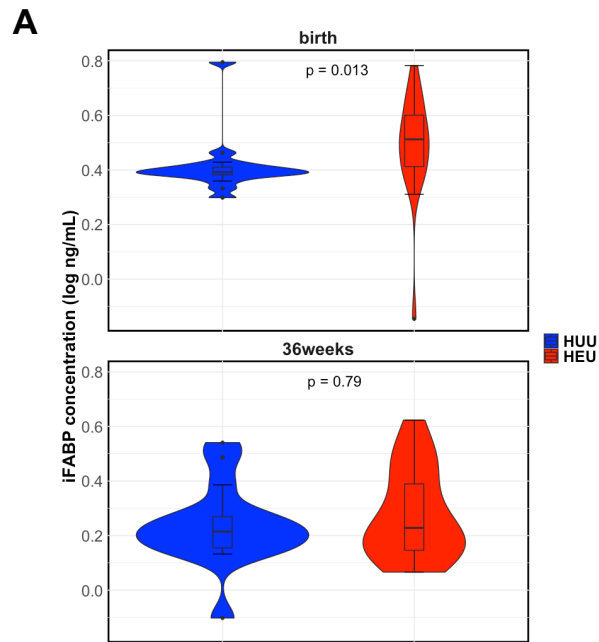 A
birth
p = 0.013
0.8
0.6
0.4
0.2
0.0
iFABP concentration (log ng/mL)
HUU
HEU
36weeks
p = 0.79
0.8
0.6
0.4
0.2
0.0